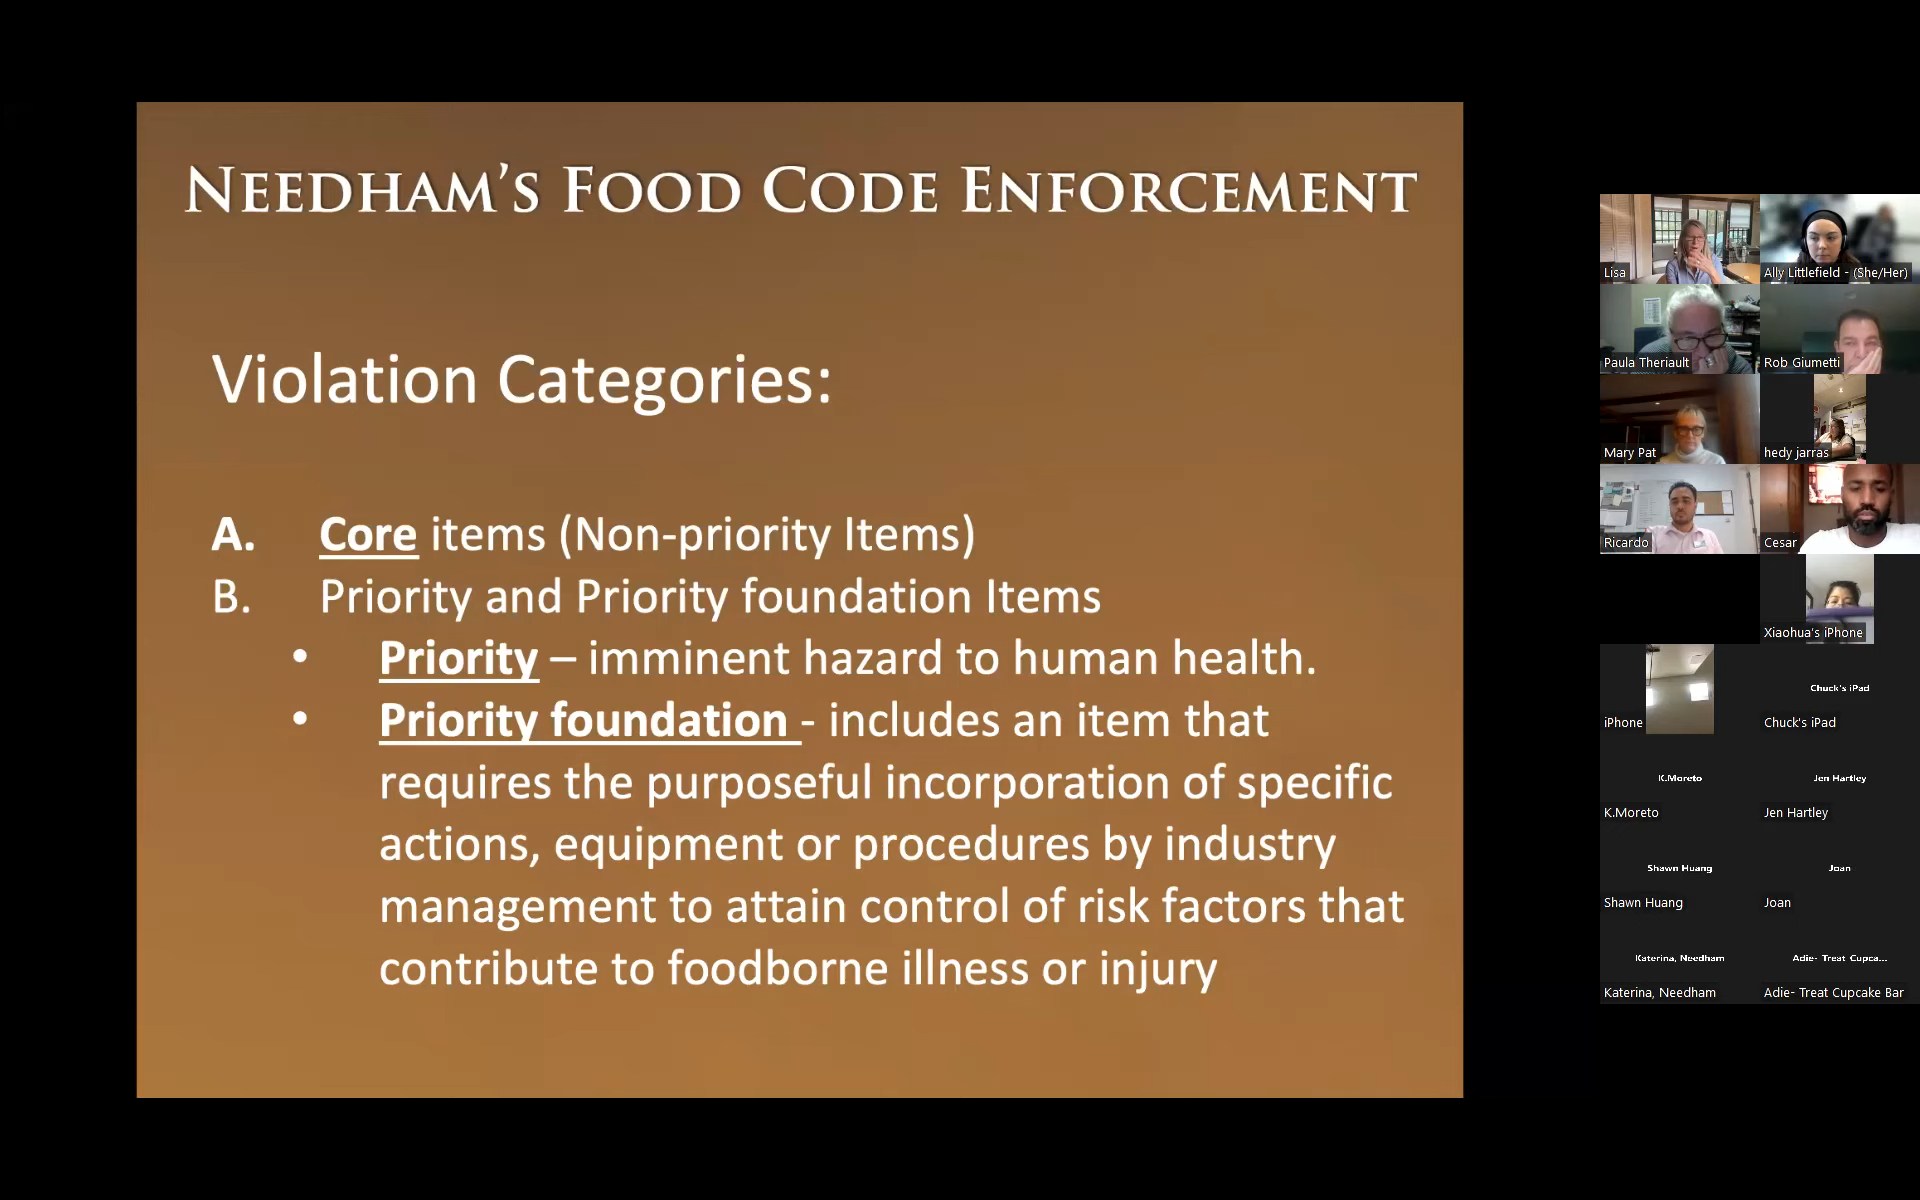 NEEDHAM'S FOOD CODE ENFORCEMENT
Violation Categories:
A. Core items (Non-priority Items)
B. Priority and Priority foundation Items
• Priority – imminent hazard to human health.
• Priority foundation - includes an item that
requires the purposeful incorporation of specific
actions, equipment or procedures by industry
management to attain control of risk factors that
contribute to foodborne illness or injury
Lisa
Ally Littlefield - (She/Her)
Paula Theriault
Rob Giumetti
Mary Pat
hedy jarras
Ricardo
Cesar
Xiaohua's iPhone
iPhone
Chuck's iPad
Chuck's iPad
K.Moreto
Jen Hartley
K.Moreto
Jen Hartley
Shawn Huang
Joan
Shawn Huang
Joan
Katerina, Needham
Adie- Treat Cupca...
Katerina, Needham
Adie- Treat Cupcake Bar